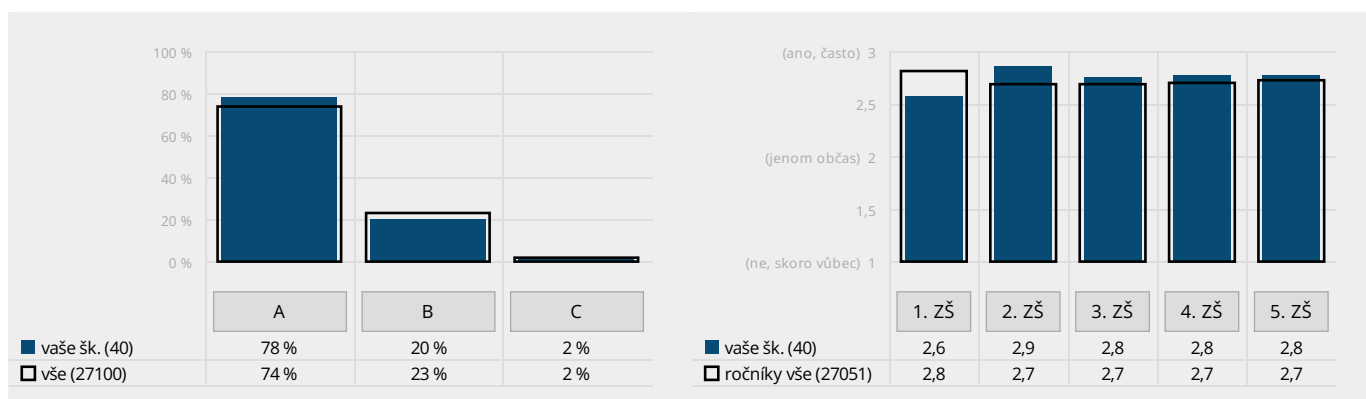 100 %
80 %
60 %
40 %
20 %
0 %
A B C
vaše šk. (40) 78 % 20 % 2 %
vše (27100) 74 % 23 % 2 %
(ano, často) 3
2,5
(jenom občas) 2
1,5
(ne, skoro vůbec) 1
1. ZŠ 2. ZŠ 3. ZŠ 4. ZŠ 5. ZŠ
vaše šk. (40) 2,6 2,9 2,8 2,8 2,8
ročníky vše (27051) 2,8 2,7 2,7 2,7 2,7